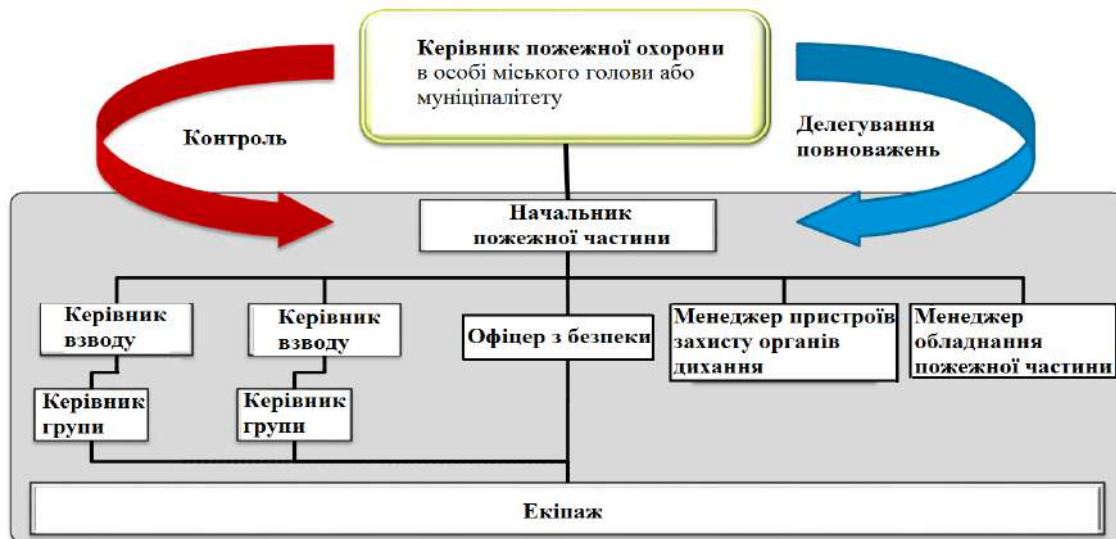 Керівник пожежної охорони
в особі міського голови або
муніципалітету
Контроль
Делегування
повноважень
Начальник
пожежної частини
Керівник
взводу
Керівник
взводу
Офіцер з безпеки
Менеджер пристроїв
захисту органів
дихання
Менеджер
обладнання
пожежної частини
Керівник
групи
Керівник
групи
Екіпаж